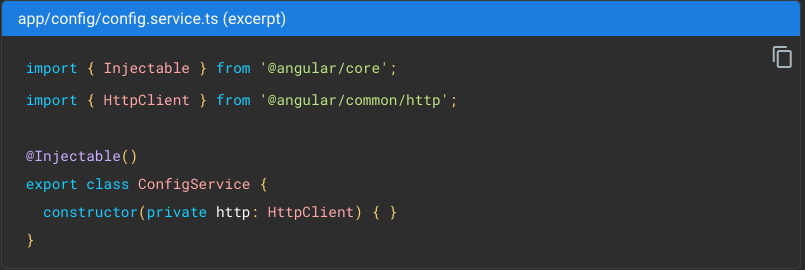 app/config/config.service.ts (excerpt)
import { Injectable } from '@angular/core';
import { HttpClient } from '@angular/common/http';
@Injectable()
export class ConfigService {
constructor(private http: HttpClient) { }
}